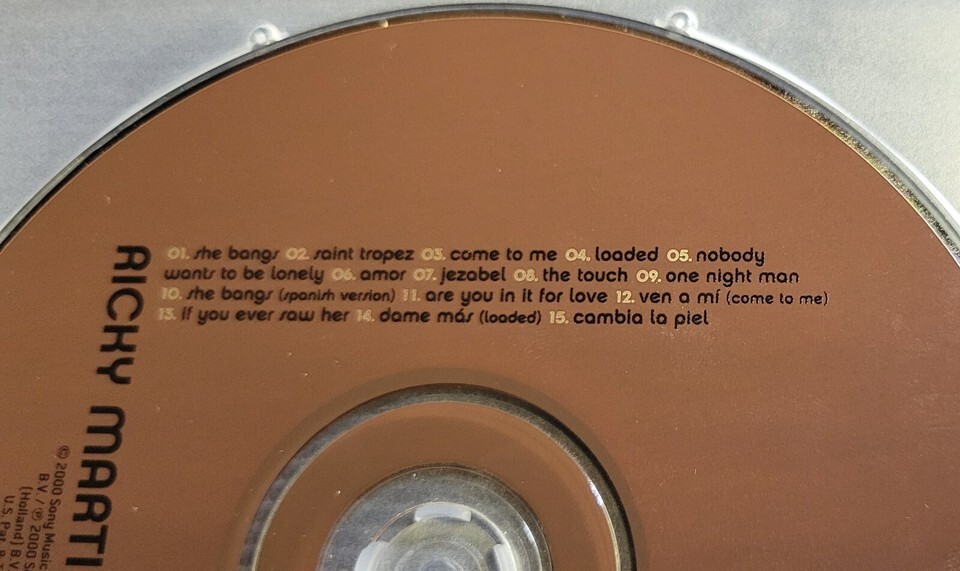 01. she bangs 02. saint tropez 03. come to me 04. loaded 05. nobody
wants to be lonely 06. amor 07. jezabel 08. the touch 09. one night man
10. she bangs (spanish version) 11. are you in it for love 12. ven a mí (come to me)
13. if you ever saw her 14. dame más (loaded) 15. cambia la piel
RICKY MARTI
© 2000 Sony Music
B.V. / ℗ 2000 S
(Holland) B.V
U.S. Pat.